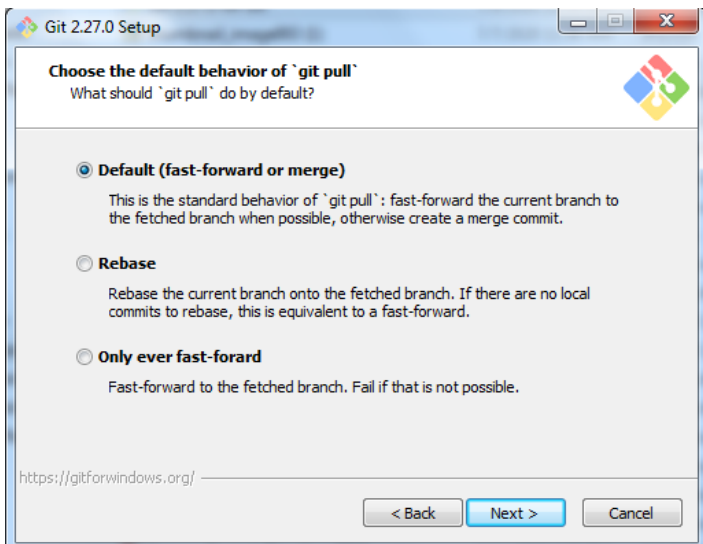 Git 2.27.0 Setup
Choose the default behavior of `git pull`
What should `git pull` do by default?
Default (fast-forward or merge)
This is the standard behavior of `git pull`: fast-forward the current branch to
the fetched branch when possible, otherwise create a merge commit.
Rebase
Rebase the current branch onto the fetched branch. If there are no local
commits to rebase, this is equivalent to a fast-forward.
Only ever fast-forard
Fast-forward to the fetched branch. Fail if that is not possible.
https://gitforwindows.org/
< Back Next > Cancel